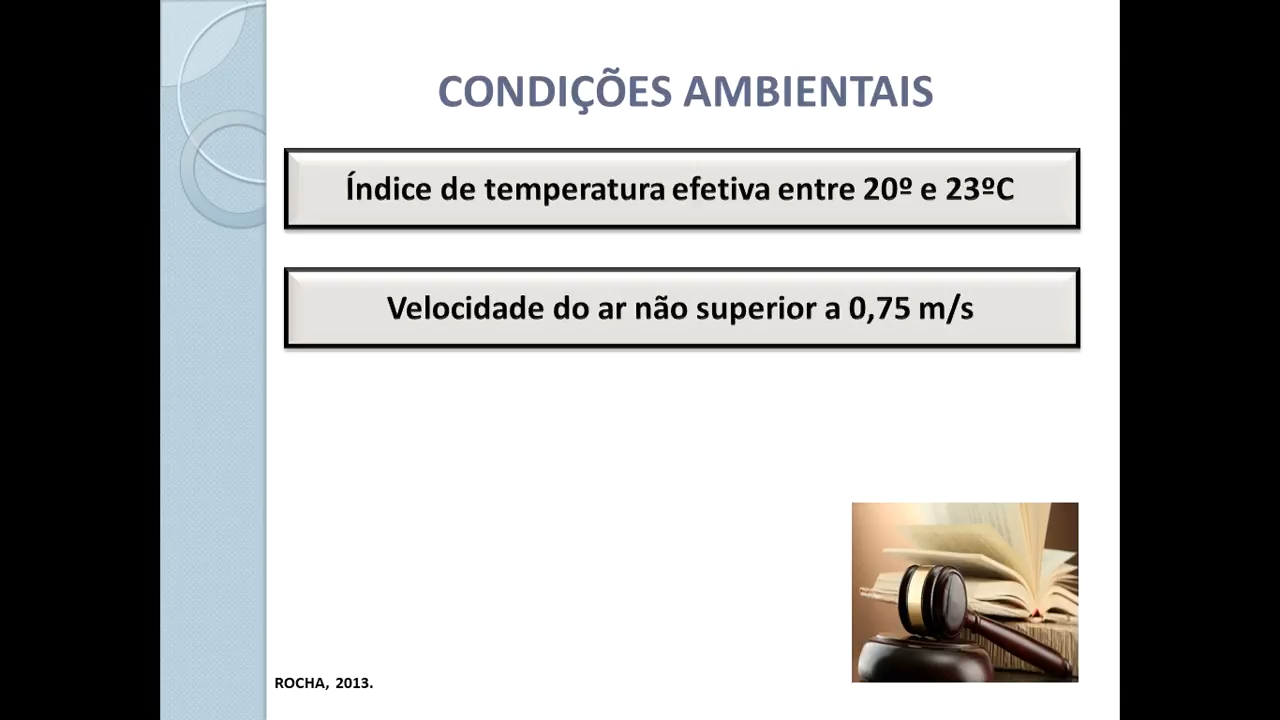 CONDIÇÕES AMBIENTAIS
Índice de temperatura efetiva entre 20º e 23ºC
Velocidade do ar não superior a 0,75 m/s
ROCHA, 2013.